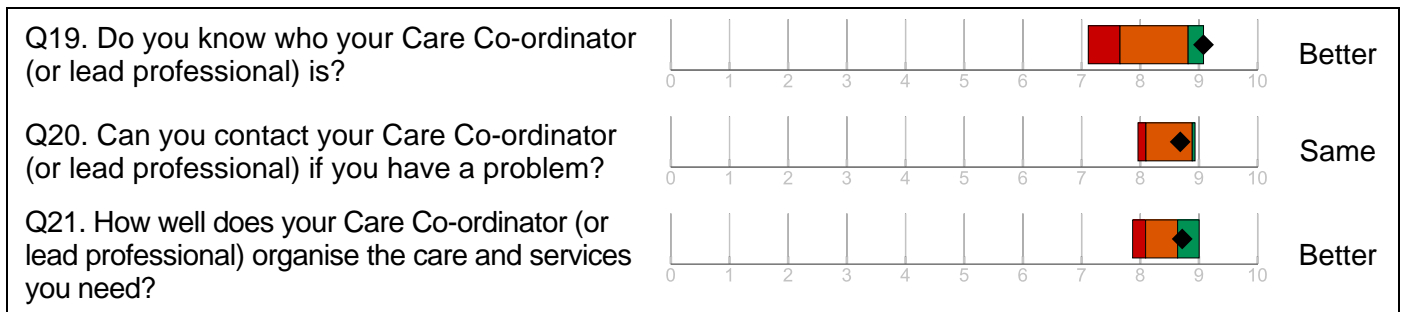 Q19. Do you know who your Care Co-ordinator
(or lead professional) is?
0 1 2 3 4 5 6 7 8 9 10
Better
Q20. Can you contact your Care Co-ordinator
(or lead professional) if you have a problem?
0 1 2 3 4 5 6 7 8 9 10
Same
Q21. How well does your Care Co-ordinator (or
lead professional) organise the care and services
you need?
0 1 2 3 4 5 6 7 8 9 10
Better